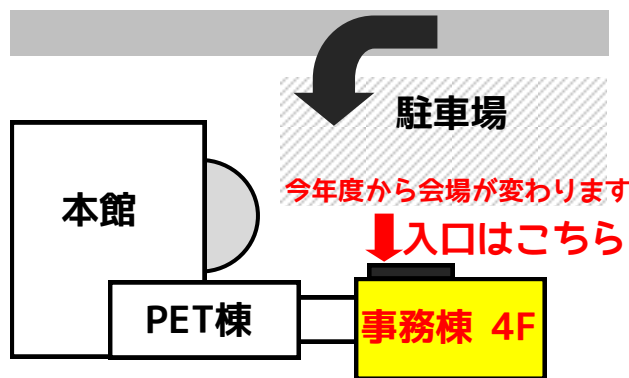 駐車場
今年度から会場が変わります
本館
入口はこちら
PET棟
事務棟 4F